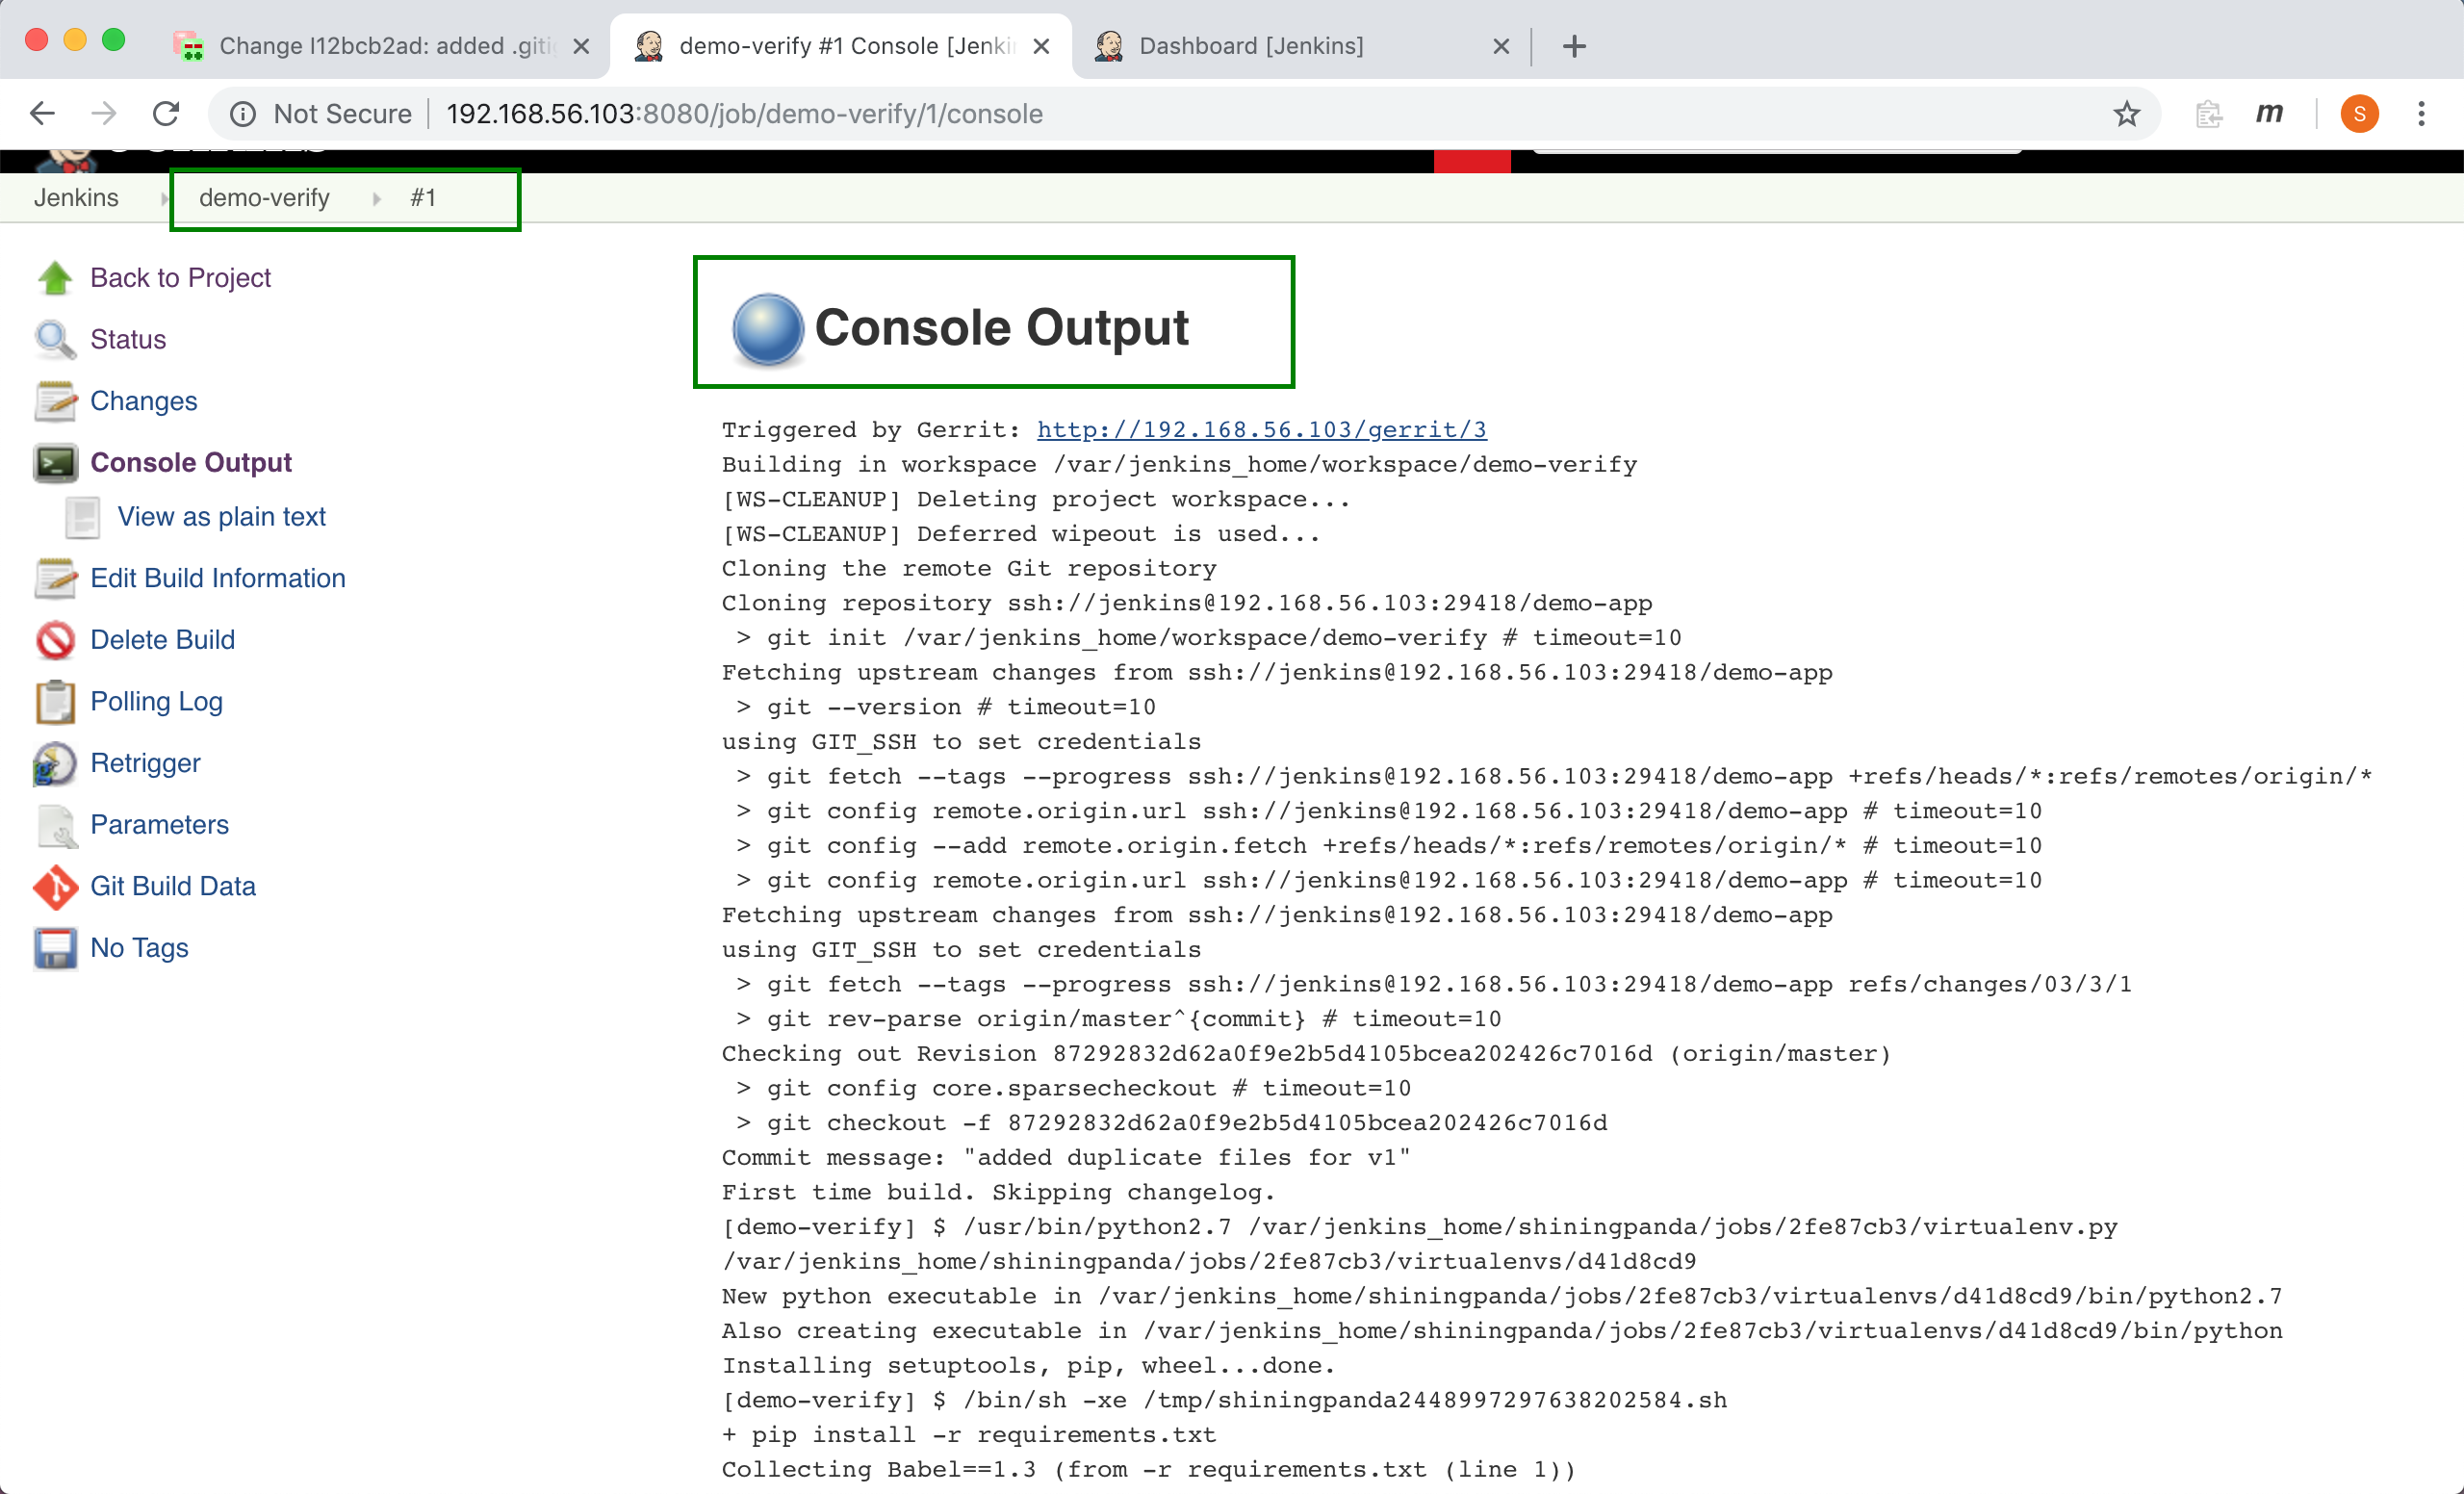 Change I12bcb2ad: added .giti
demo-verify #1 Console [Jenki
Dashboard [Jenkins]
Not Secure
192.168.56.103:8080/job/demo-verify/1/console
m
S
Jenkins
demo-verify
#1
Back to Project
Status
Changes
Console Output
View as plain text
Edit Build Information
Delete Build
Polling Log
Retrigger
Parameters
Git Build Data
No Tags
Console Output
Triggered by Gerrit: http://192.168.56.103/gerrit/3
Building in workspace /var/jenkins_home/workspace/demo-verify
[WS-CLEANUP] Deleting project workspace...
[WS-CLEANUP] Deferred wipeout is used...
Cloning the remote Git repository
Cloning repository ssh://jenkins@192.168.56.103:29418/demo-app
> git init /var/jenkins_home/workspace/demo-verify # timeout=10
Fetching upstream changes from ssh://jenkins@192.168.56.103:29418/demo-app
> git --version # timeout=10
using GIT_SSH to set credentials
> git fetch --tags --progress ssh://jenkins@192.168.56.103:29418/demo-app +refs/heads/*:refs/remotes/origin/*
> git config remote.origin.url ssh://jenkins@192.168.56.103:29418/demo-app # timeout=10
> git config --add remote.origin.fetch +refs/heads/*:refs/remotes/origin/* # timeout=10
> git config remote.origin.url ssh://jenkins@192.168.56.103:29418/demo-app # timeout=10
Fetching upstream changes from ssh://jenkins@192.168.56.103:29418/demo-app
using GIT_SSH to set credentials
> git fetch --tags --progress ssh://jenkins@192.168.56.103:29418/demo-app refs/changes/03/3/1
> git rev-parse origin/master^{commit} # timeout=10
Checking out Revision 87292832d62a0f9e2b5d4105bcea202426c7016d (origin/master)
> git config core.sparsecheckout # timeout=10
> git checkout -f 87292832d62a0f9e2b5d4105bcea202426c7016d
Commit message: "added duplicate files for v1"
First time build. Skipping changelog.
[demo-verify] $ /usr/bin/python2.7 /var/jenkins_home/shiningpanda/jobs/2fe87cb3/virtualenv.py
/var/jenkins_home/shiningpanda/jobs/2fe87cb3/virtualenvs/d41d8cd9
New python executable in /var/jenkins_home/shiningpanda/jobs/2fe87cb3/virtualenvs/d41d8cd9/bin/python2.7
Also creating executable in /var/jenkins_home/shiningpanda/jobs/2fe87cb3/virtualenvs/d41d8cd9/bin/python
Installing setuptools, pip, wheel...done.
[demo-verify] $ /bin/sh -xe /tmp/shiningpanda2448997297638202584.sh
+ pip install -r requirements.txt
Collecting Babel==1.3 (from -r requirements.txt (line 1))